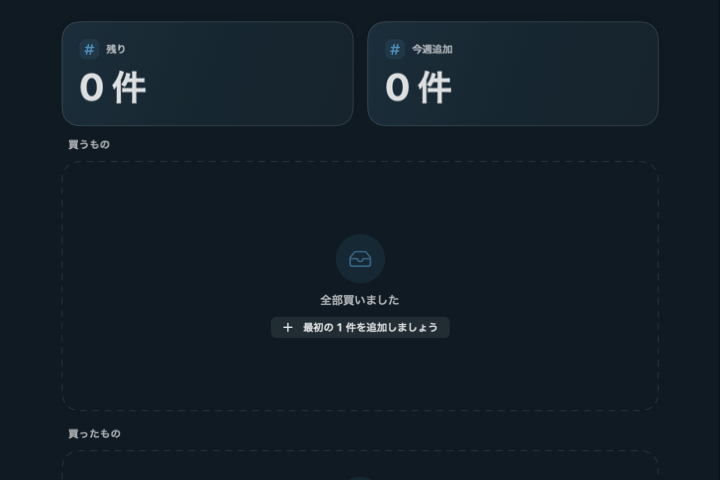 # 残り
0 件
# 今週追加
0 件
買うもの
全部買いました
+ 最初の 1 件を追加しましょう
買ったもの